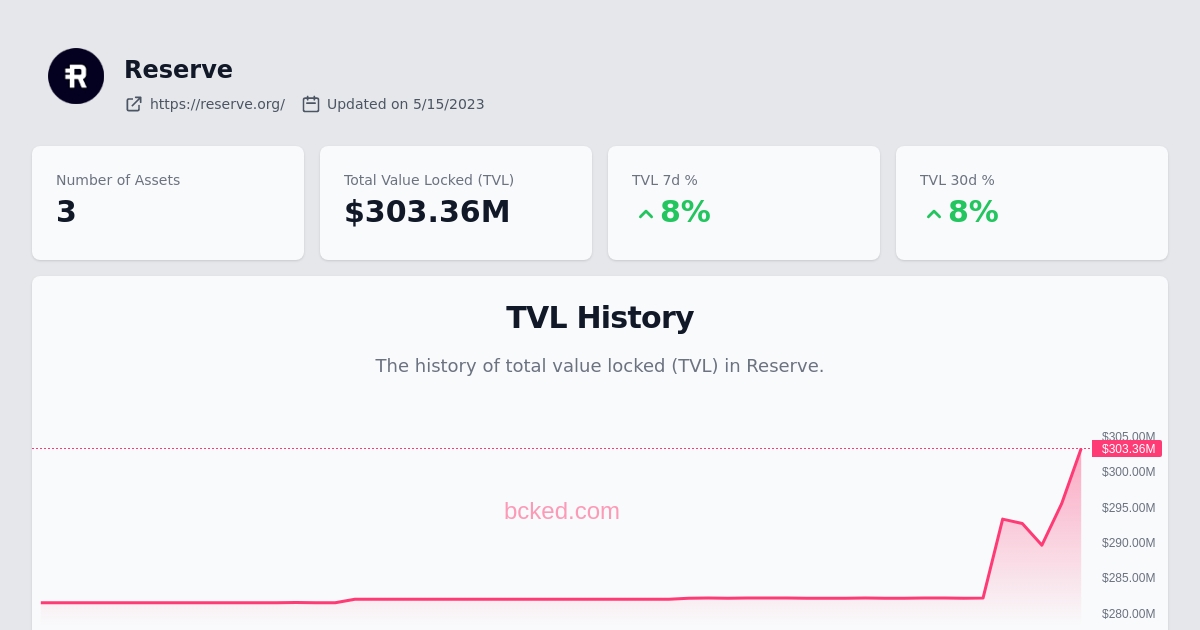 Reserve
https://reserve.org/ Updated on 5/15/2023
Number of Assets
3
Total Value Locked (TVL)
$303.36M
TVL 7d %
8%
TVL 30d %
8%
TVL History
The history of total value locked (TVL) in Reserve.
$305.00M
$303.36M
$300.00M
bcked.com
$295.00M
$290.00M
$285.00M
$280.00M